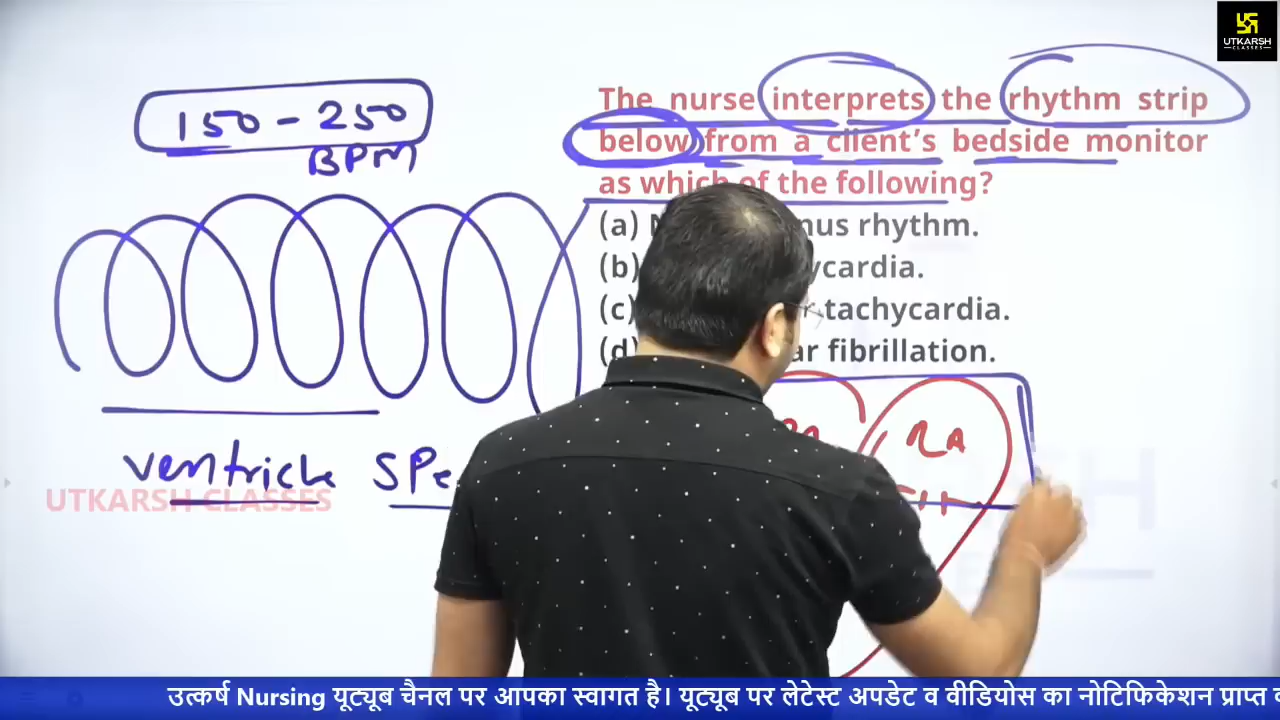 UTKARSH
CLASSES
150 - 250
BPM
The nurse interprets the rhythm strip
below from a client's bedside monitor
as which of the following?
(a) nus rhythm.
(b) ycardia.
(c) tachycardia.
(d) ar fibrillation.
RA
ventricle SPe
UTKARSH CLASSES
उत्कर्ष Nursing यूट्यूब चैनल पर आपका स्वागत है। यूट्यूब पर लेटेस्ट अपडेट व वीडियोस का नोटिफिकेशन प्राप्त